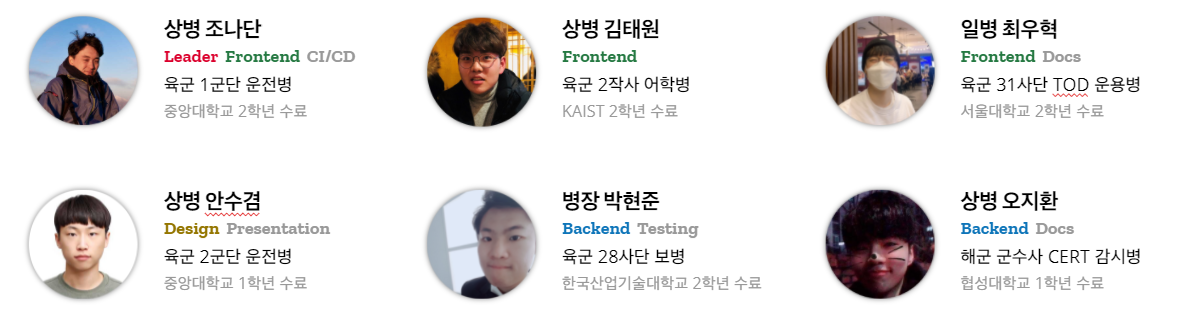 상병 조나단
Leader Frontend CI/CD
육군 1군단 운전병
중앙대학교 2학년 수료
상병 김태원
Frontend
육군 2작사 어학병
KAIST 2학년 수료
일병 최우혁
Frontend Docs
육군 31사단 TOD 운용병
서울대학교 2학년 수료
상병 안수겸
Design Presentation
육군 2군단 운전병
중앙대학교 1학년 수료
병장 박현준
Backend Testing
육군 28사단 보병
한국산업기술대학교 2학년 수료
상병 오지환
Backend Docs
해군 군수사 CERT 감시병
협성대학교 1학년 수료